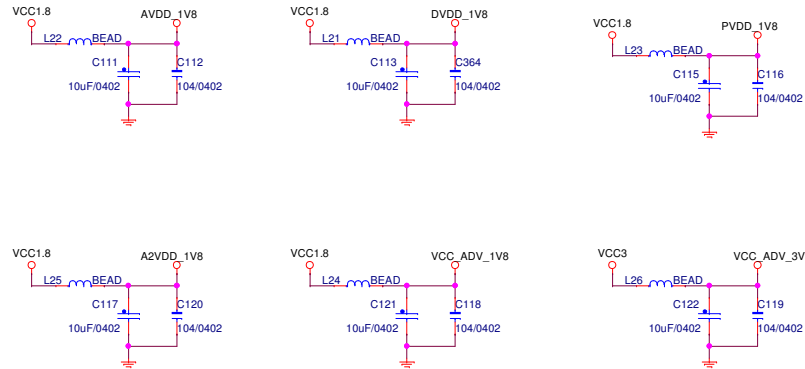 VCC1.8 AVDD_1V8
L22 BEAD
C111 C112
10uF/0402 104/0402
VCC1.8 DVDD_1V8
L21 BEAD
C113 C364
10uF/0402 104/0402
VCC1.8 PVDD_1V8
L23 BEAD
C115 C116
10uF/0402 104/0402
VCC1.8 A2VDD_1V8
L25 BEAD
C117 C120
10uF/0402 104/0402
VCC1.8 VCC_ADV_1V8
L24 BEAD
C121 C118
10uF/0402 104/0402
VCC3 VCC_ADV_3V
L26 BEAD
C122 C119
10uF/0402 104/0402